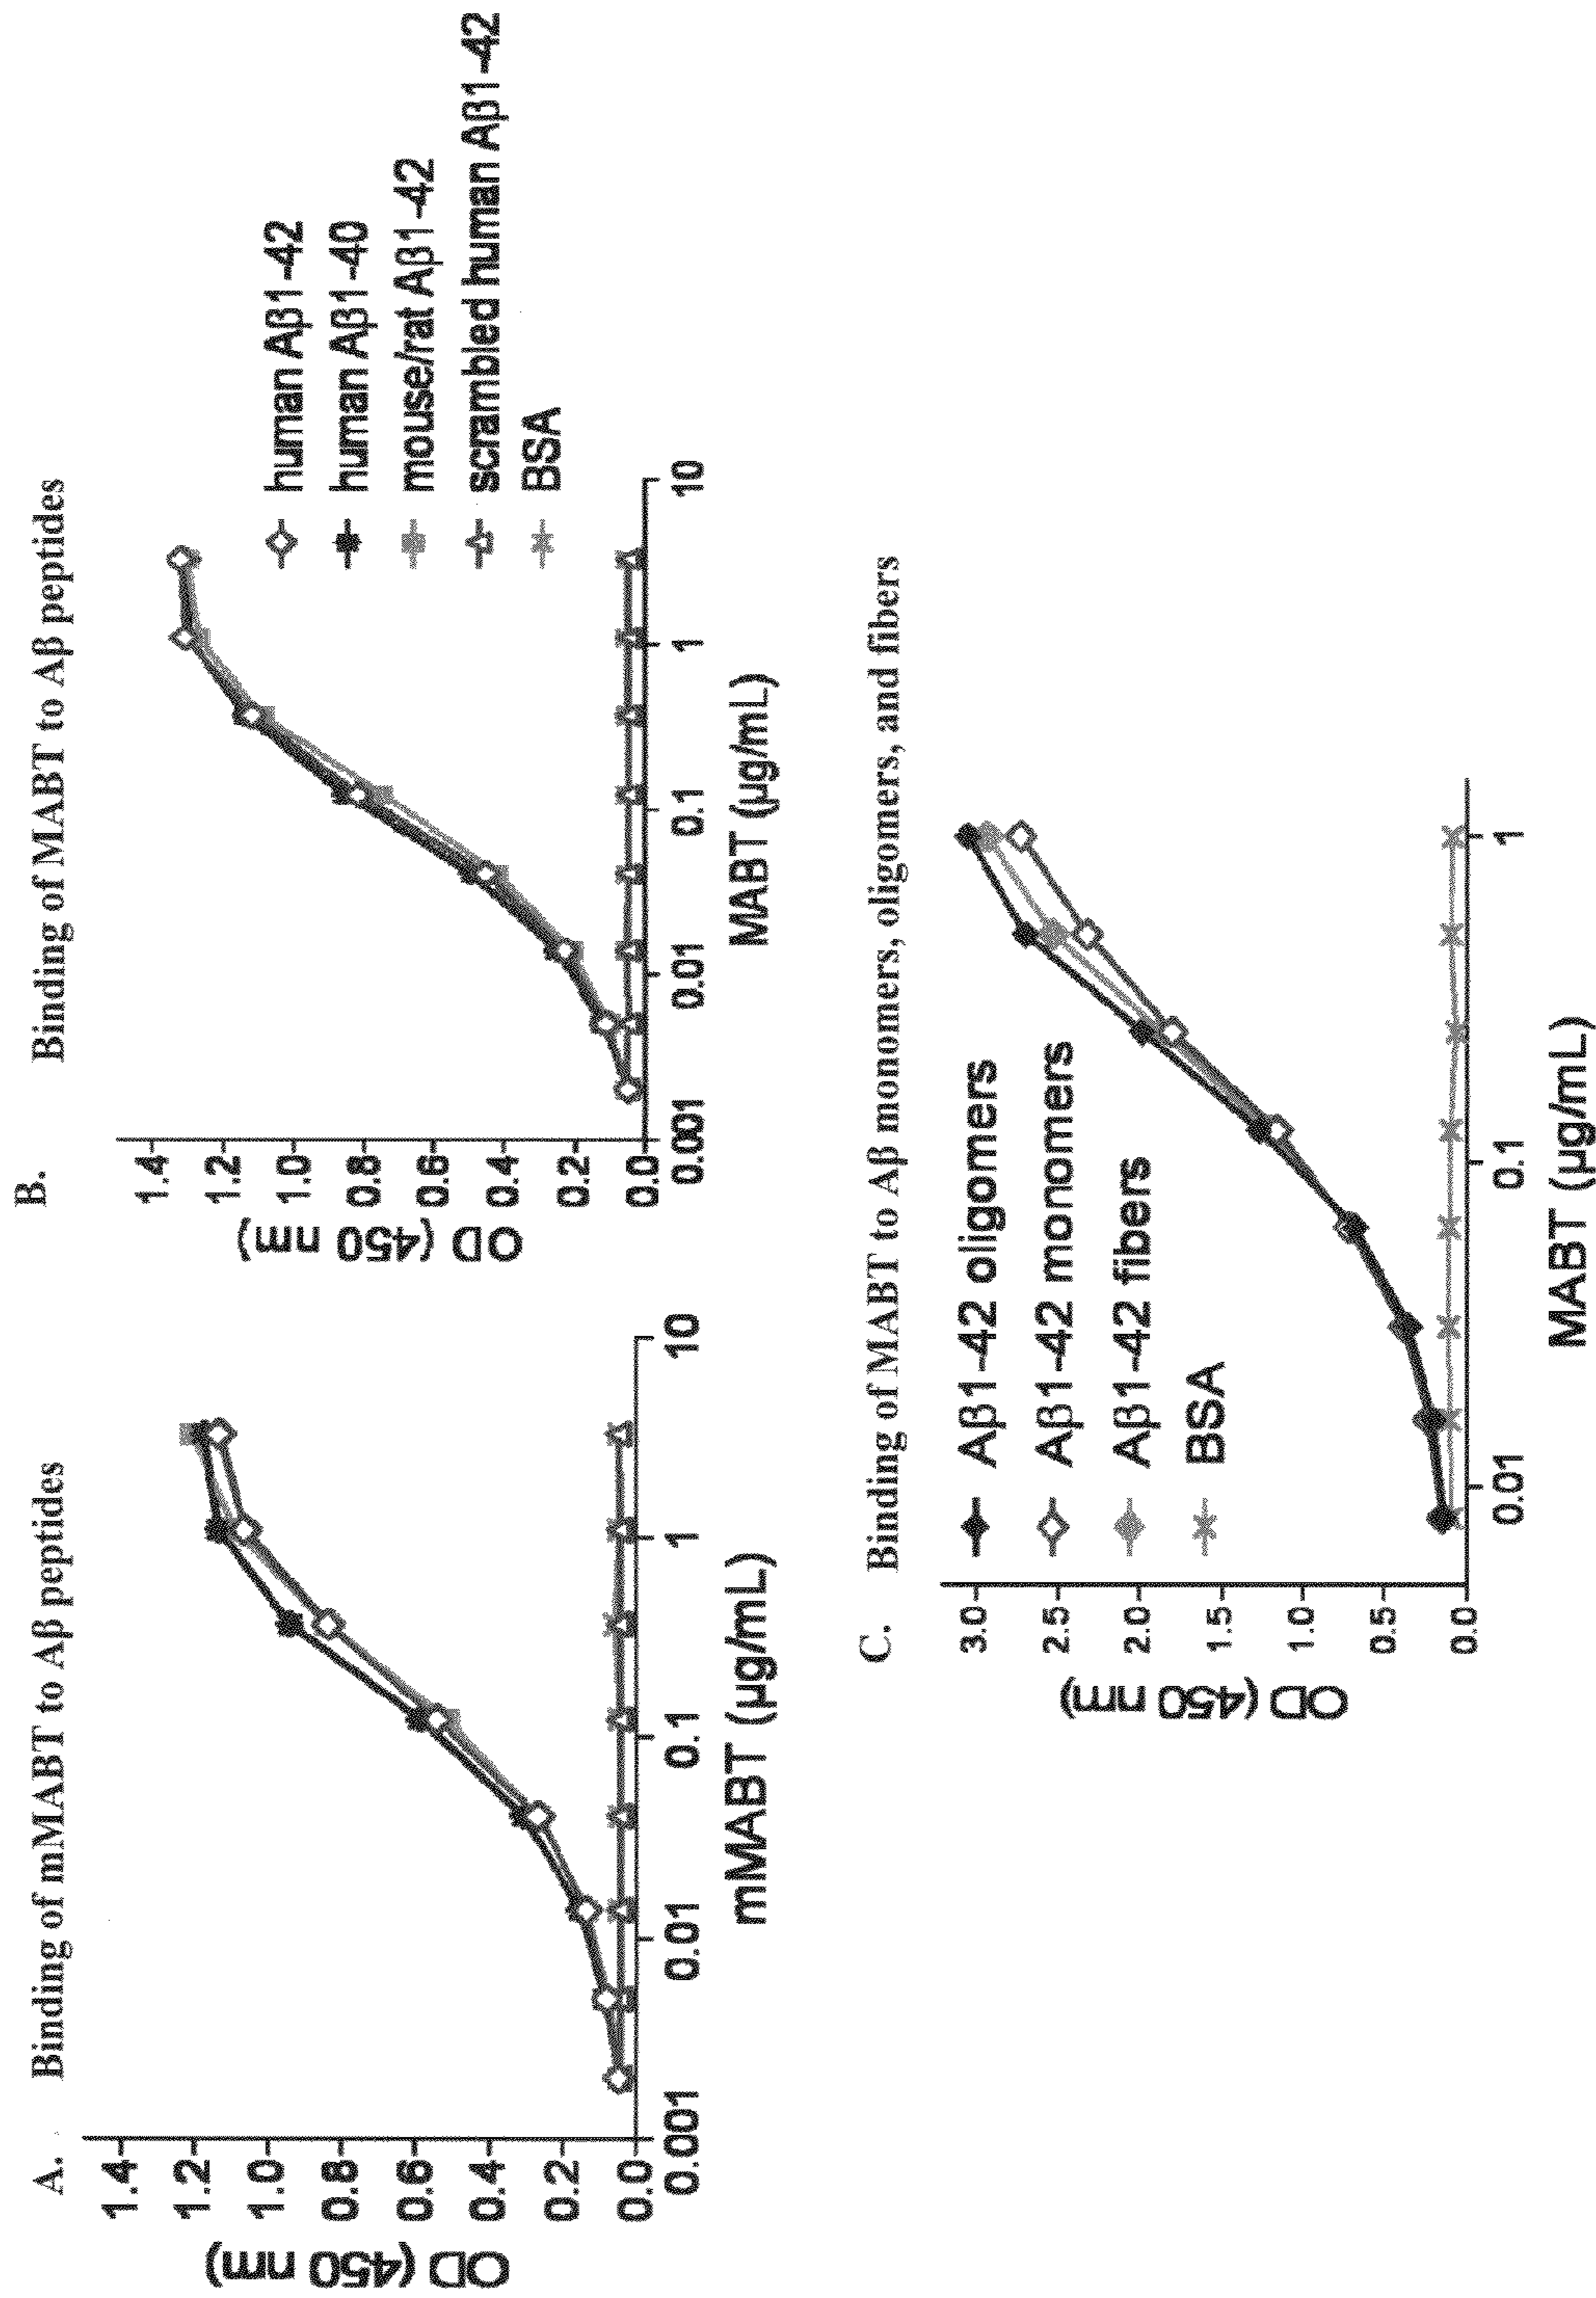 A. Binding of mMABT to Aβ peptides
OD (450 nm)
1.4
1.2
1.0
0.8
0.6
0.4
0.2
0.0
0.001 0.01 0.1 1 10
mMABT (µg/mL)
B. Binding of MABT to Aβ peptides
OD (450 nm)
1.4
1.2
1.0
0.8
0.6
0.4
0.2
0.0
0.001 0.01 0.1 1 10
MABT (µg/mL)
human Aβ1-42
human Aβ1-40
mouse/rat Aβ1-42
scrambled human Aβ1-42
BSA
C. Binding of MABT to Aβ monomers, oligomers, and fibers
OD (450 nm)
3.0
2.5
2.0
1.5
1.0
0.5
0.0
Aβ1-42 oligomers
Aβ1-42 monomers
Aβ1-42 fibers
BSA
0.01 0.1 1
MABT (µg/mL)